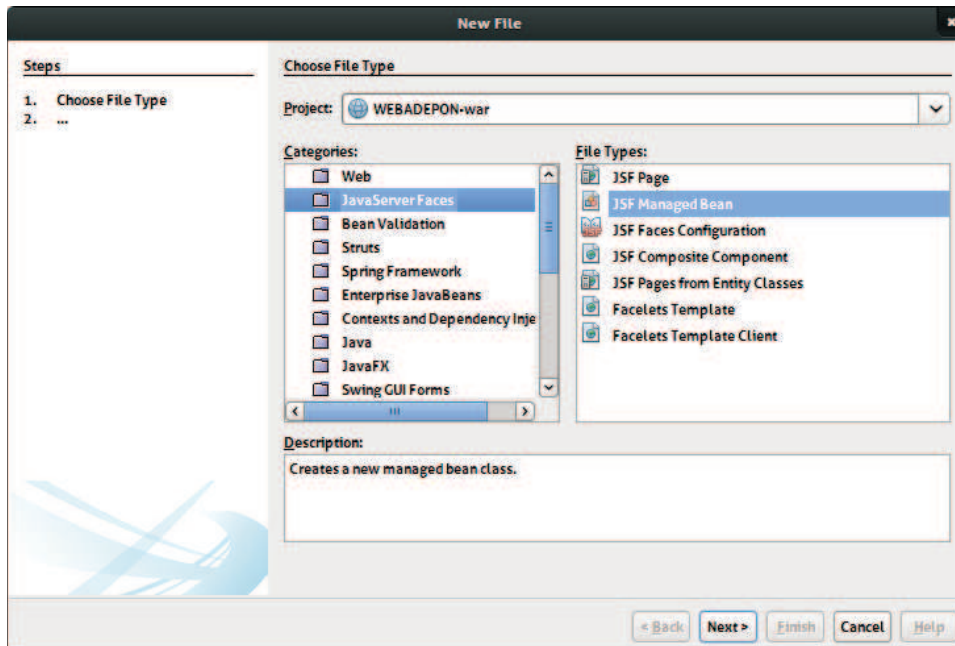 New File
Steps
1. Choose File Type
2. ...
Choose File Type
Project: WEBADEPON-war
Categories:
Web
JavaServer Faces
Bean Validation
Struts
Spring Framework
Enterprise JavaBeans
Contexts and Dependency Inje
Java
JavaFX
Swing GUI Forms
File Types:
JSF Page
JSF Managed Bean
JSF Faces Configuration
JSF Composite Component
JSF Pages from Entity Classes
Facelets Template
Facelets Template Client
Description:
Creates a new managed bean class.
< Back Next > Finish Cancel Help